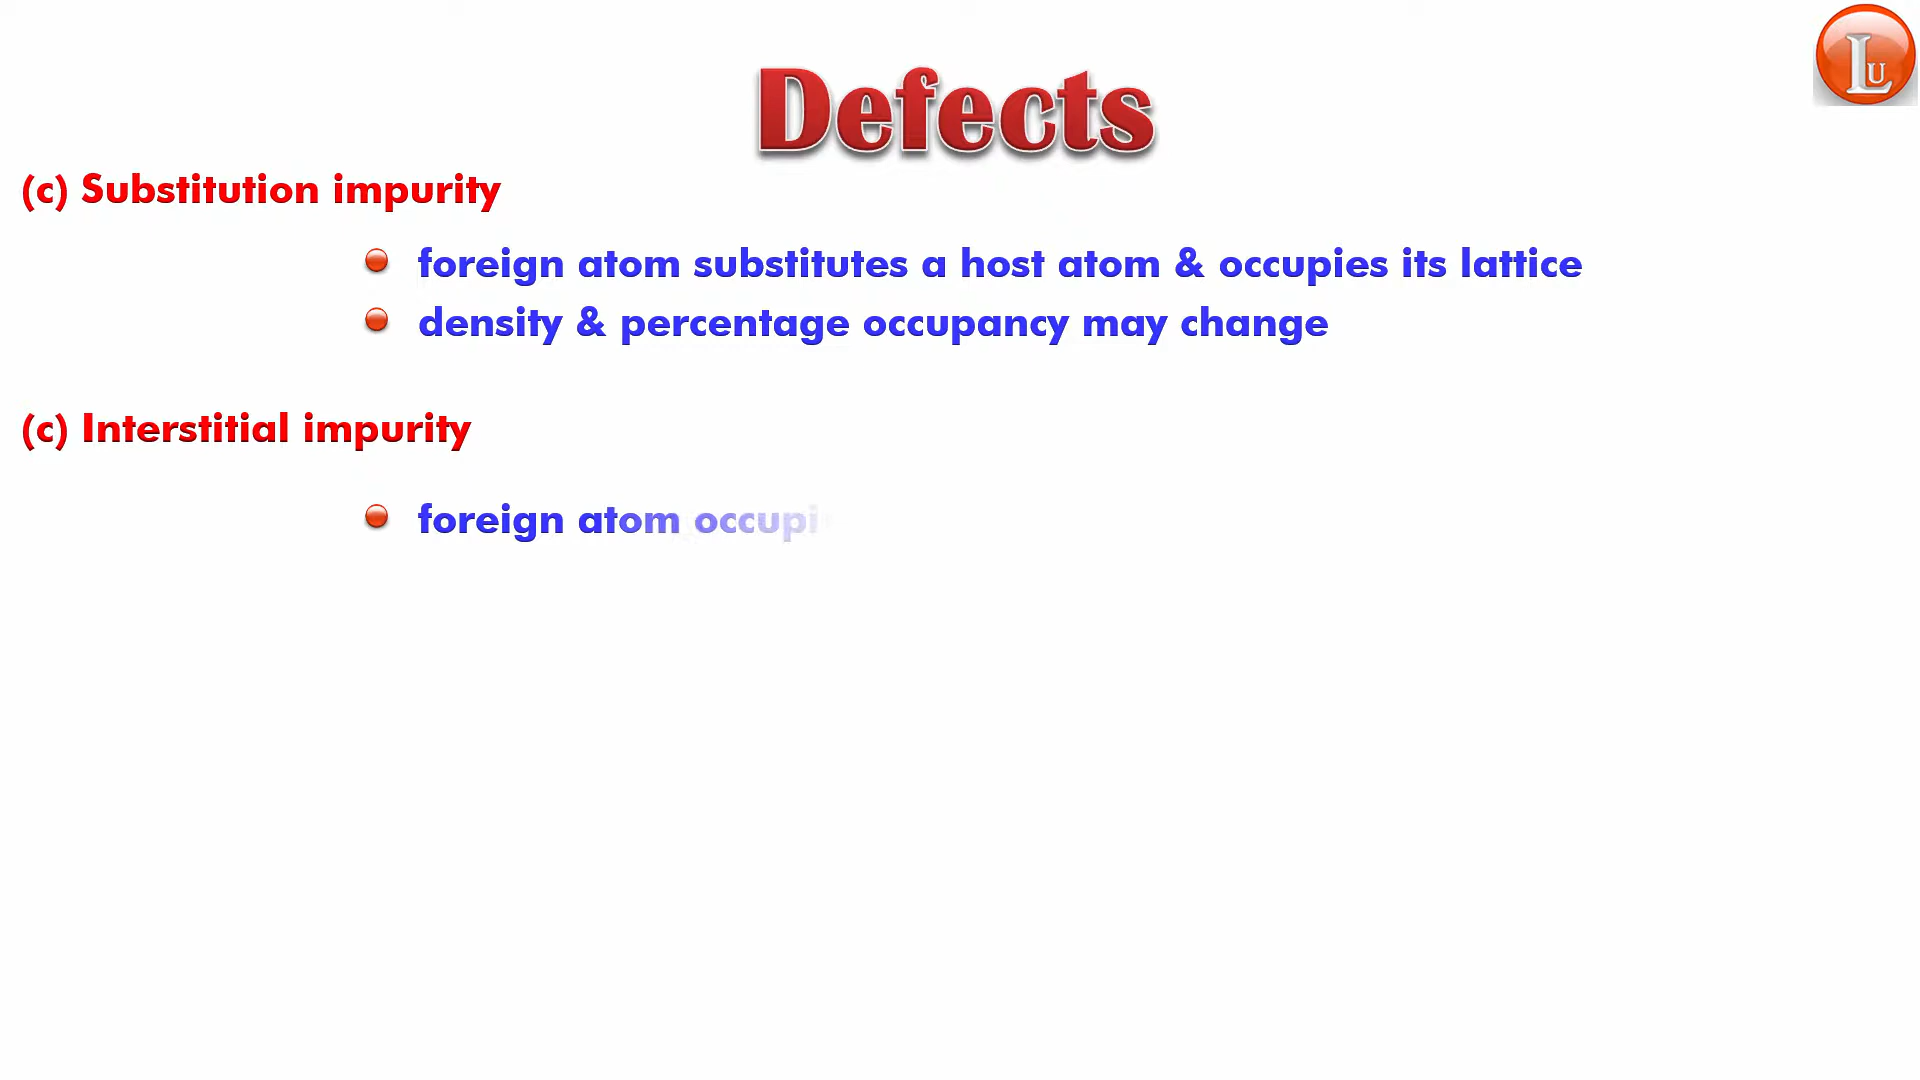 LU
Defects
(c) Substitution impurity
foreign atom substitutes a host atom & occupies its lattice
density & percentage occupancy may change
(c) Interstitial impurity
foreign atom